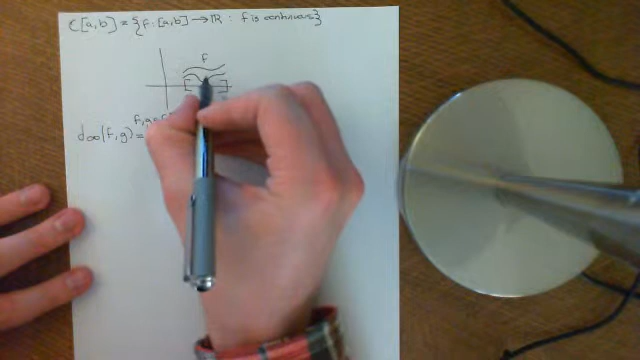 C[a,b] = {f:[a,b] → ℝ : f is continuous}
f
f,g∈
d∞(f,g)=